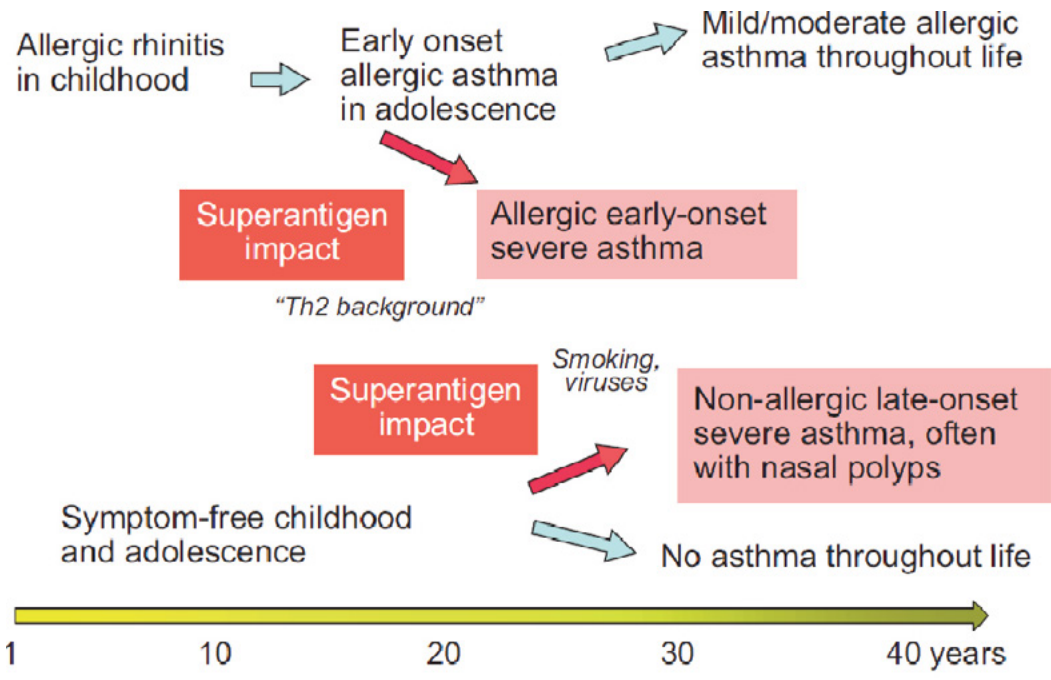 Allergic rhinitis
in childhood
Early onset
allergic asthma
in adolescence
Mild/moderate allergic
asthma throughout life
Superantigen
impact
Allergic early-onset
severe asthma
“Th2 background”
Superantigen
impact
Smoking,
viruses
Non-allergic late-onset
severe asthma, often
with nasal polyps
Symptom-free childhood
and adolescence
No asthma throughout life
1 10 20 30 40 years